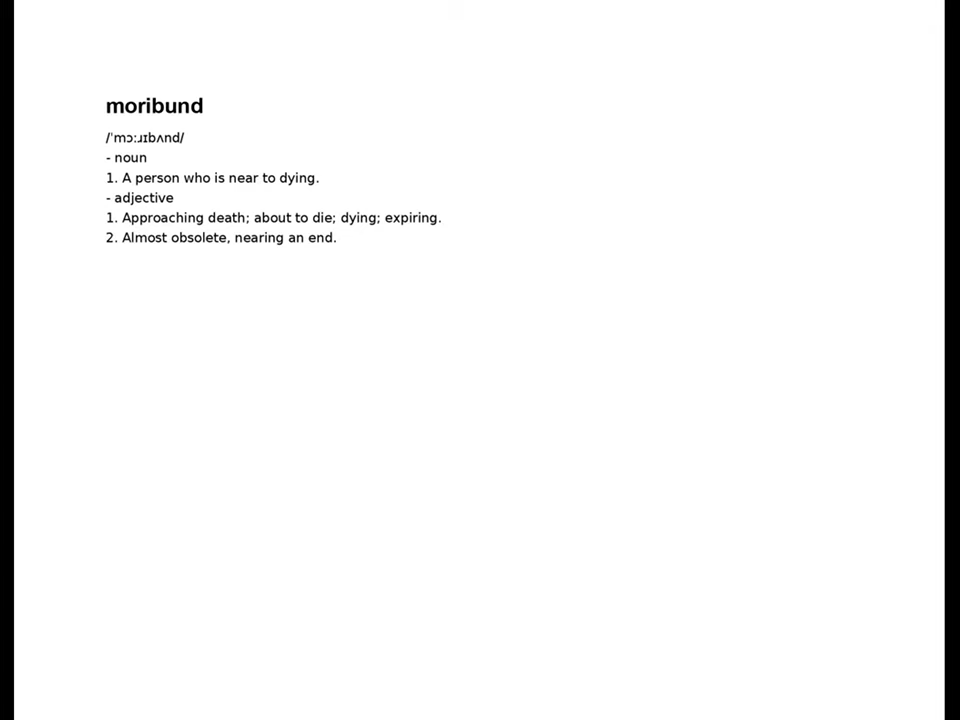 moribund
/ˈmɔːɹɪbʌnd/
- noun
1. A person who is near to dying.
- adjective
1. Approaching death; about to die; dying; expiring.
2. Almost obsolete, nearing an end.